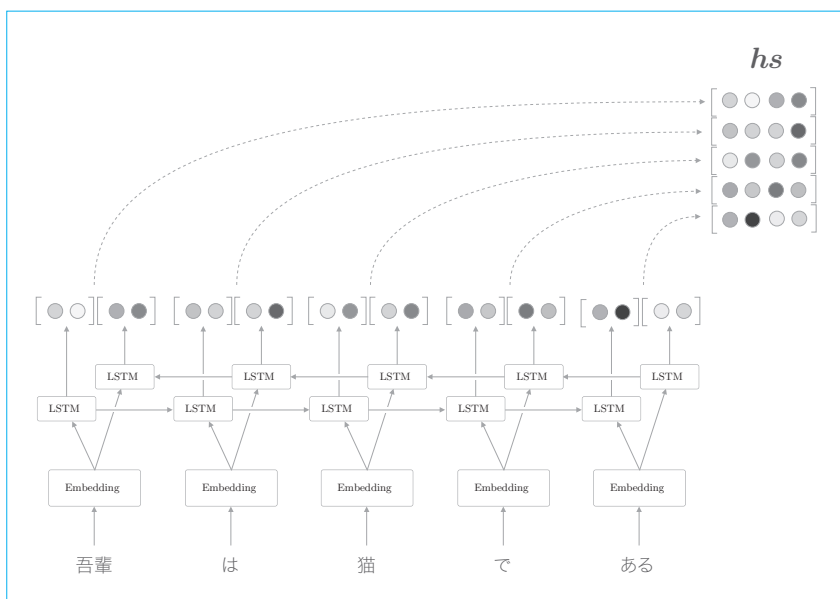 hs
LSTM LSTM LSTM LSTM LSTM
LSTM LSTM LSTM LSTM LSTM
Embedding Embedding Embedding Embedding Embedding
吾輩 は 猫 で ある